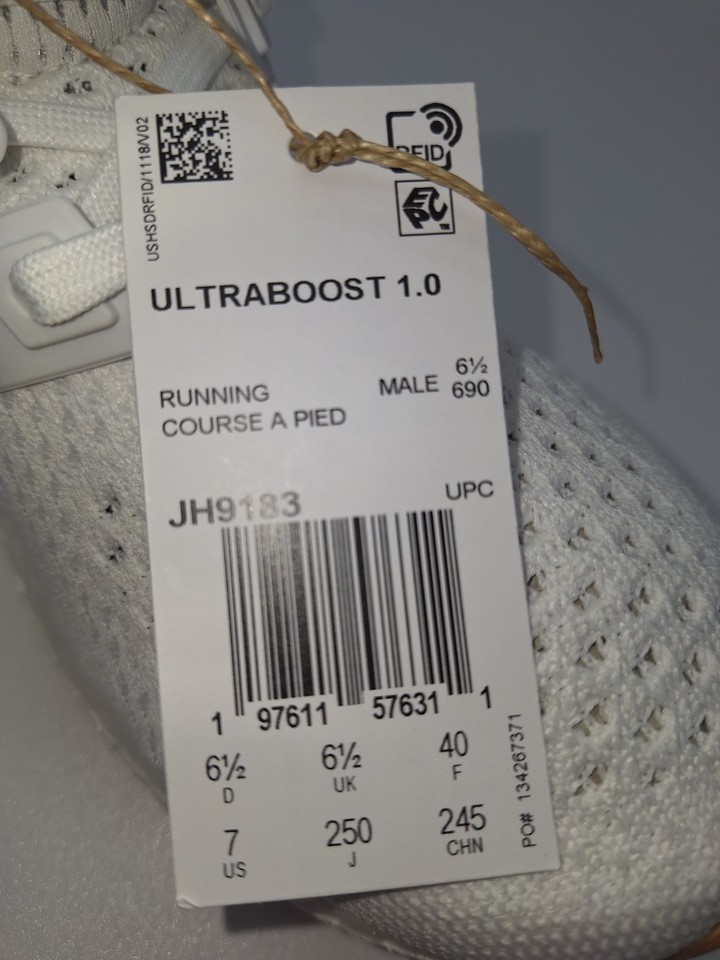 USHSDRFID/1118/V02
RFID
EPC™
ULTRABOOST 1.0
RUNNING
COURSE A PIED
MALE
6½
690
JH9183
UPC
1 97611 57631 1
6½ 6½ 40
D UK F
7 250 245
US J CHN
PO# 134267371